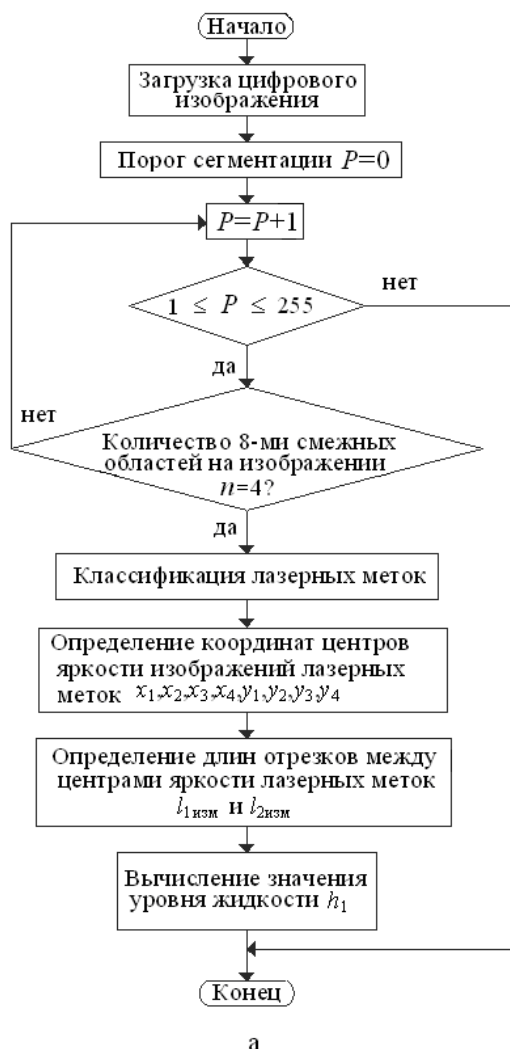 Начало
Загрузка цифрового
изображения
Порог сегментации P=0
P=P+1
1 ≤ P ≤ 255
нет
да
нет
Количество 8-ми смежных
областей на изображении
n=4?
да
Классификация лазерных меток
Определение координат центров
яркости изображений лазерных
меток x₁,x₂,x₃,x₄,y₁,y₂,y₃,y₄
Определение длин отрезков между
центрами яркости лазерных меток
l₁изм и l₂изм
Вычисление значения
уровня жидкости h₁
Конец
а